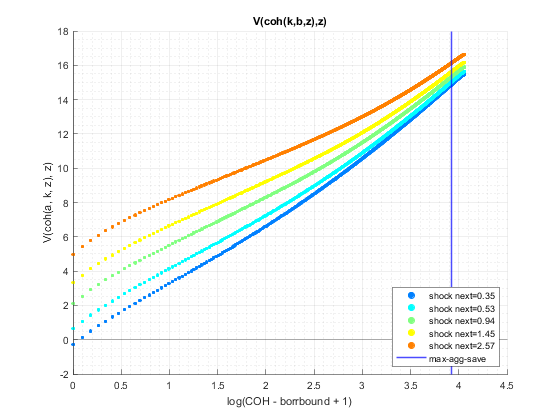 V(coh(k,b,z),z)
18
16
14
12
10
8
6
4
2
0
-2
V(coh(a, k, z), z)
shock next=0.35
shock next=0.53
shock next=0.94
shock next=1.45
shock next=2.57
max-agg-save
0 0.5 1 1.5 2 2.5 3 3.5 4 4.5
log(COH - borrbound + 1)